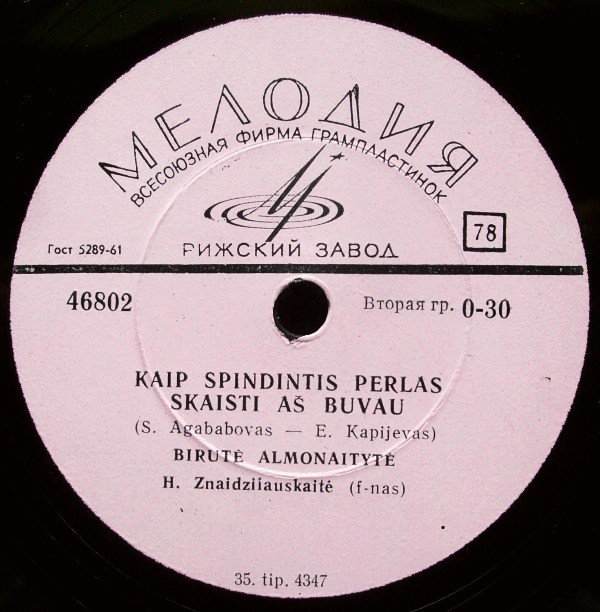 МЕЛОДИЯ
ВСЕСОЮЗНАЯ ФИРМА ГРАМПЛАСТИНОК
РИЖСКИЙ ЗАВОД
78
Гост 5289-61
46802
Вторая гр. 0-30
KAIP SPINDINTIS PERLAS
SKAISTI AŠ BUVAU
(S. Agababovas — E. Kapijevas)
BIRUTĖ ALMONAITYTĖ
H. Znaidziłauskaitė (f-nas)
35. tip. 4347